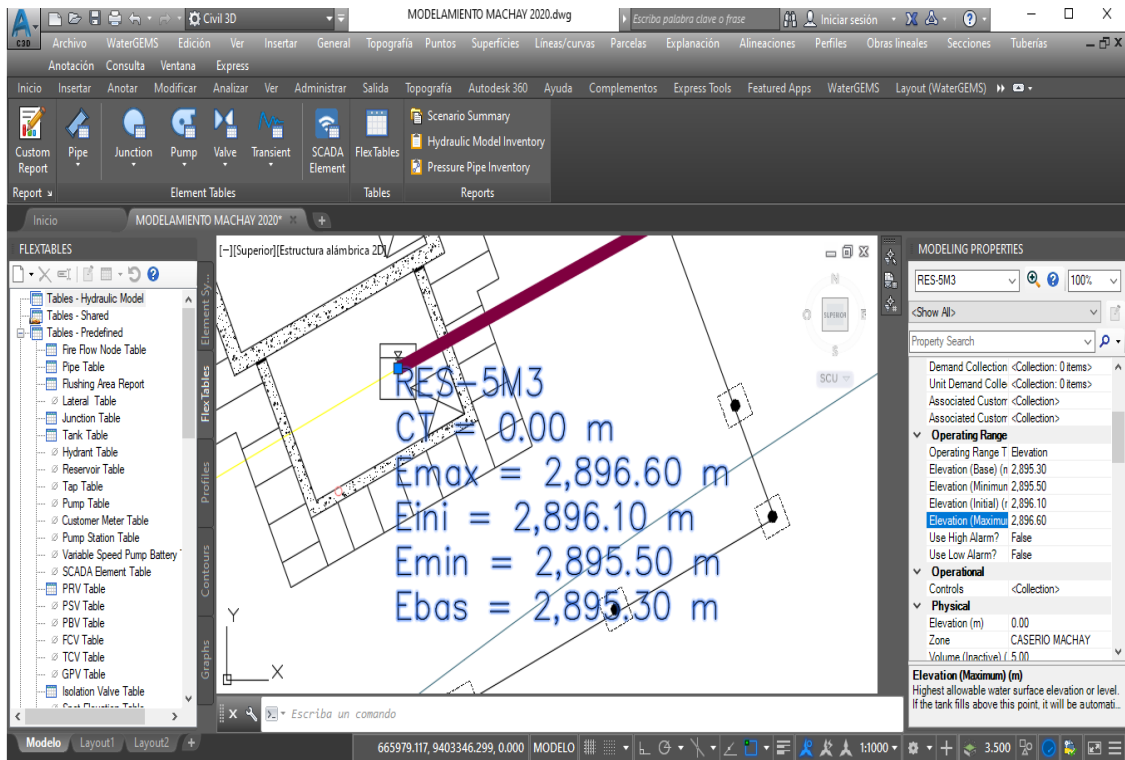 Civil 3D
MODELAMIENTO MACHAY 2020.dwg
Escriba palabra clave o frase
Iniciar sesión
C3D
Archivo WaterGEMS Edición Ver Insertar General Topografía Puntos Superficies Líneas/curvas Parcelas Explanación Alineaciones Perfiles Obras lineales Secciones Tuberías
Anotación Consulta Ventana Express
Inicio Insertar Anotar Modificar Analizar Ver Administrar Salida Topografía Autodesk 360 Ayuda Complementos Express Tools Featured Apps WaterGEMS Layout (WaterGEMS)
Custom Report
Pipe
Junction
Pump
Valve
Transient
SCADA Element
FlexTables
Scenario Summary
Hydraulic Model Inventory
Pressure Pipe Inventory
Report
Element Tables
Tables
Reports
Inicio
MODELAMIENTO MACHAY 2020*
FLEXTABLES
Tables - Hydraulic Model
Tables - Shared
Tables - Predefined
Fire Flow Node Table
Pipe Table
Flushing Area Report
Lateral Table
Junction Table
Tank Table
Hydrant Table
Reservoir Table
Tap Table
Pump Table
Customer Meter Table
Pump Station Table
Variable Speed Pump Battery
SCADA Element Table
PRV Table
PSV Table
PBV Table
FCV Table
TCV Table
GPV Table
Isolation Valve Table
Element Sy...
Flex Tables
Profiles
Contours
Graphs
[−][Superior][Estructura alámbrica 2D]
RES-5M3
CT = 0.00 m
Emax = 2,896.60 m
Eini = 2,896.10 m
Emin = 2,895.50 m
Ebas = 2,895.30 m
Y
X
N
SUPERIOR
S
SCU
Escriba un comando
MODELING PROPERTIES
RES-5M3
100%
<Show All>
Property Search
Demand Collection <Collection: 0 items>
Unit Demand Colle <Collection: 0 items>
Associated Custom <Collection>
Associated Custom <Collection>
Operating Range
Operating Range T Elevation
Elevation (Base) (n 2,895.30
Elevation (Minimun 2,895.50
Elevation (Initial) (r 2,896.10
Elevation (Maximu 2,896.60
Use High Alarm? False
Use Low Alarm? False
Operational
Controls <Collection>
Physical
Elevation (m) 0.00
Zone CASERIO MACHAY
Volume (Inactive) ( 5.00
Elevation (Maximum) (m)
Highest allowable water surface elevation or level.
If the tank fills above this point, it will be automati...
Modelo Layout1 Layout2 +
665979.117, 9403346.299, 0.000 MODELO
1:1000
3.500